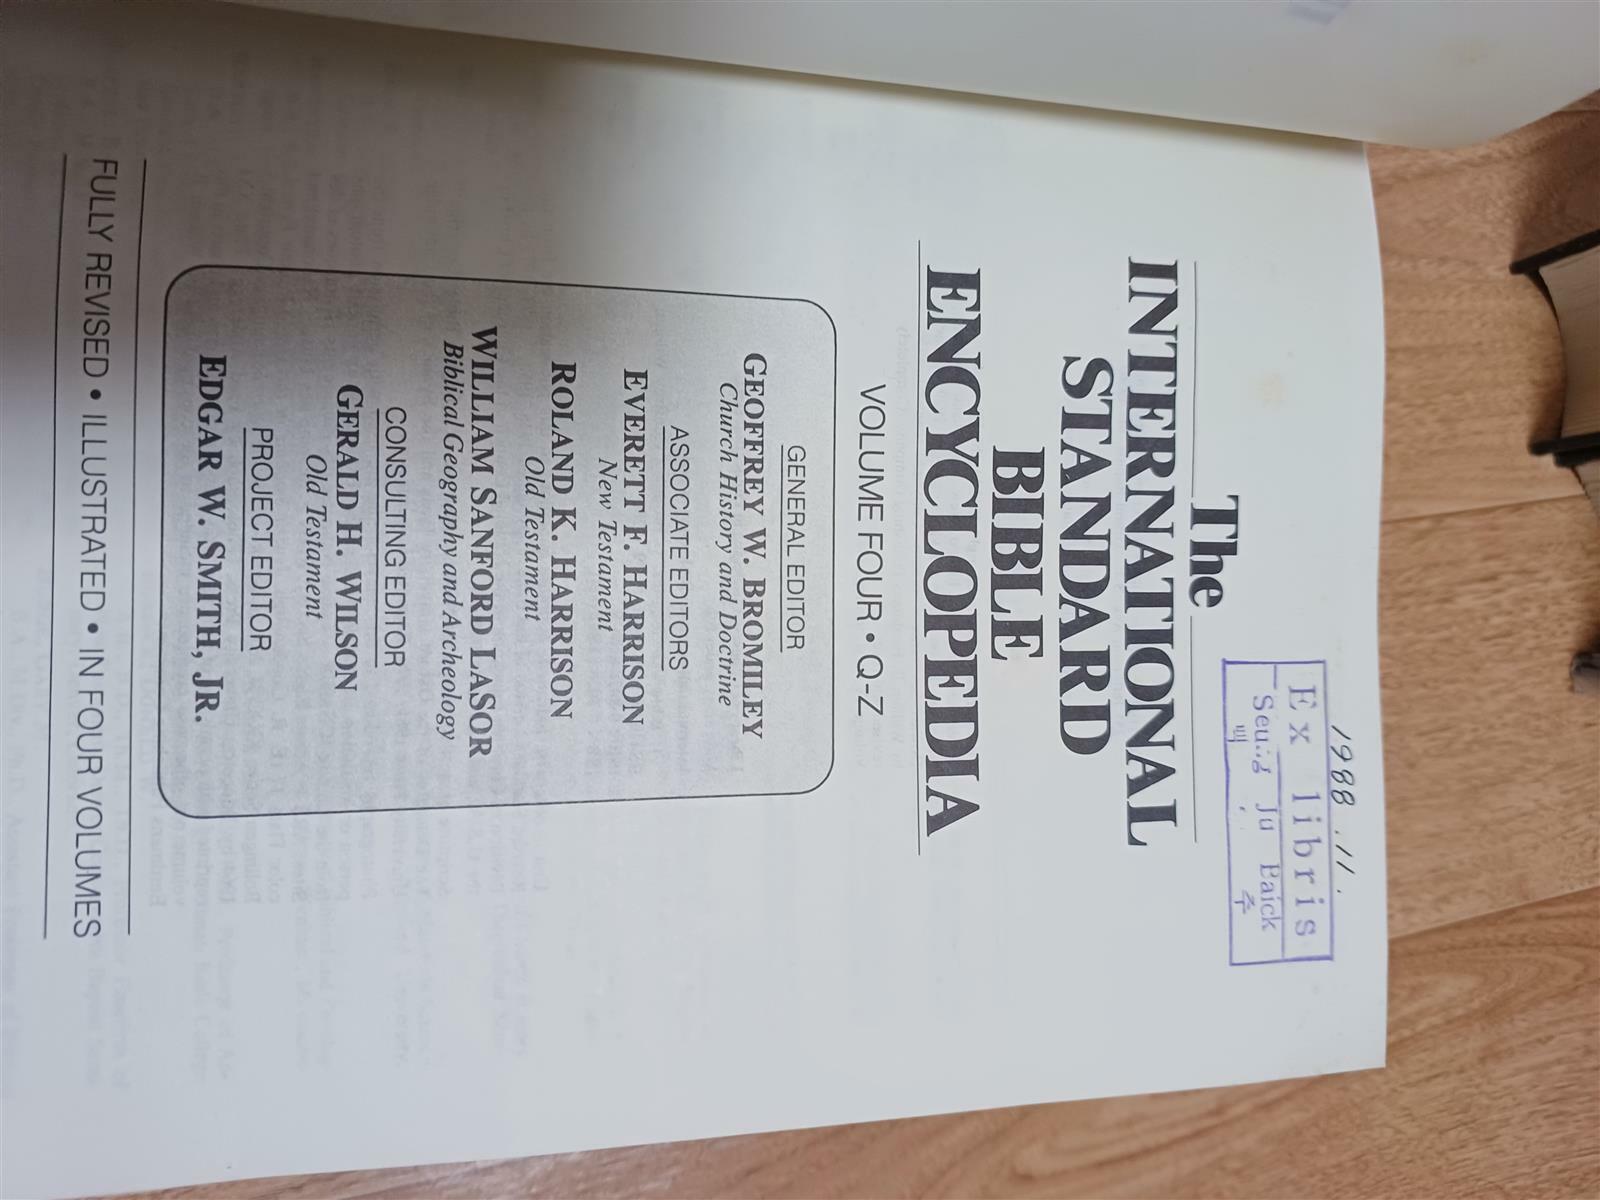 1988.11.
Ex libris
Seung Ju Baick
The
INTERNATIONAL
STANDARD
BIBLE
ENCYCLOPEDIA
VOLUME FOUR • Q-Z
GENERAL EDITOR
GEOFFREY W. BROMILEY
Church History and Doctrine
ASSOCIATE EDITORS
EVERETT F. HARRISON
New Testament
ROLAND K. HARRISON
Old Testament
WILLIAM SANFORD LASOR
Biblical Geography and Archeology
CONSULTING EDITOR
GERALD H. WILSON
Old Testament
PROJECT EDITOR
EDGAR W. SMITH, JR.
FULLY REVISED • ILLUSTRATED • IN FOUR VOLUMES